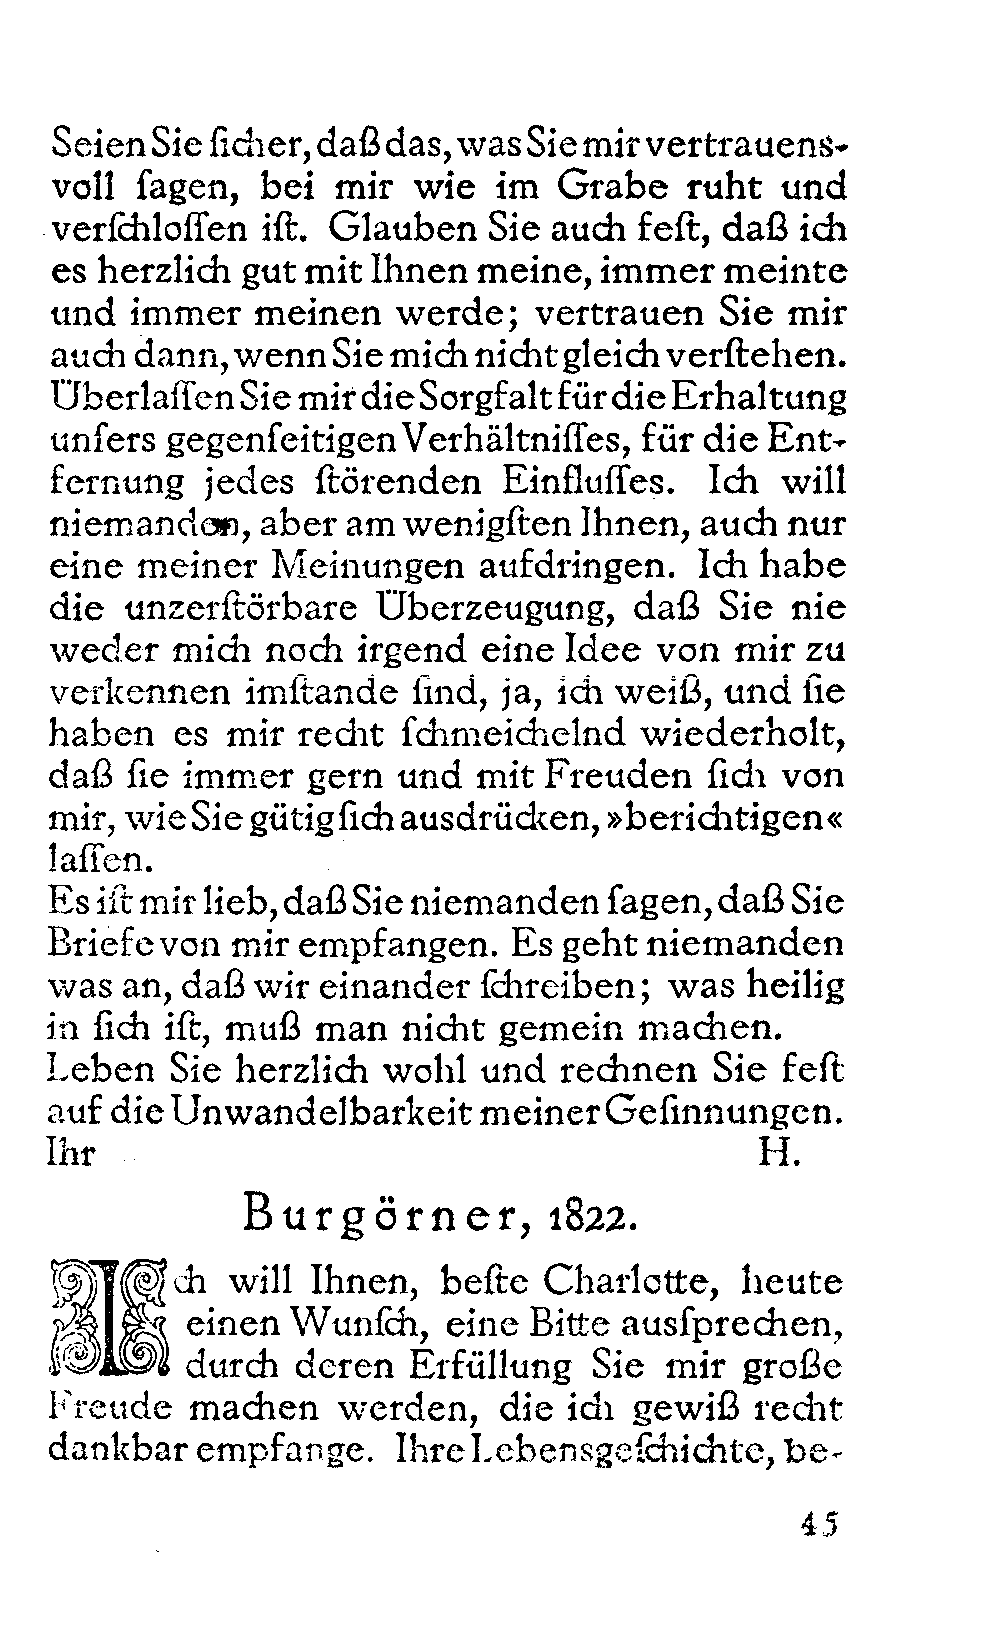 Seien Sie ſicher, daß das, was Sie mir vertrauens-
voll ſagen, bei mir wie im Grabe ruht und
verſchloſſen iſt. Glauben Sie auch feſt, daß ich
es herzlich gut mit Ihnen meine, immer meinte
und immer meinen werde; vertrauen Sie mir
auch dann, wenn Sie mich nicht gleich verſtehen.
Überlaſſen Sie mir die Sorgfalt für die Erhaltung
unſers gegenſeitigen Verhältniſſes, für die Ent-
fernung jedes ſtörenden Einfluſſes. Ich will
niemanden, aber am wenigſten Ihnen, auch nur
eine meiner Meinungen aufdringen. Ich habe
die unzerſtörbare Überzeugung, daß Sie nie
weder mich noch irgend eine Idee von mir zu
verkennen imſtande ſind, ja, ich weiß, und ſie
haben es mir recht ſchmeichelnd wiederholt,
daß ſie immer gern und mit Freuden ſich von
mir, wie Sie gütig ſich ausdrücken, »berichtigen«
laſſen.
Es iſt mir lieb, daß Sie niemanden ſagen, daß Sie
Briefe von mir empfangen. Es geht niemanden
was an, daß wir einander ſchreiben; was heilig
in ſich iſt, muß man nicht gemein machen.
Leben Sie herzlich wohl und rechnen Sie feſt
auf die Unwandelbarkeit meiner Geſinnungen.
Ihr H.
Burgörner, 1822.
Ich will Ihnen, beſte Charlotte, heute
einen Wunſch, eine Bitte ausſprechen,
durch deren Erfüllung Sie mir große
Freude machen werden, die ich gewiß recht
dankbar empfange. Ihre Lebensgeſchichte, be-
45